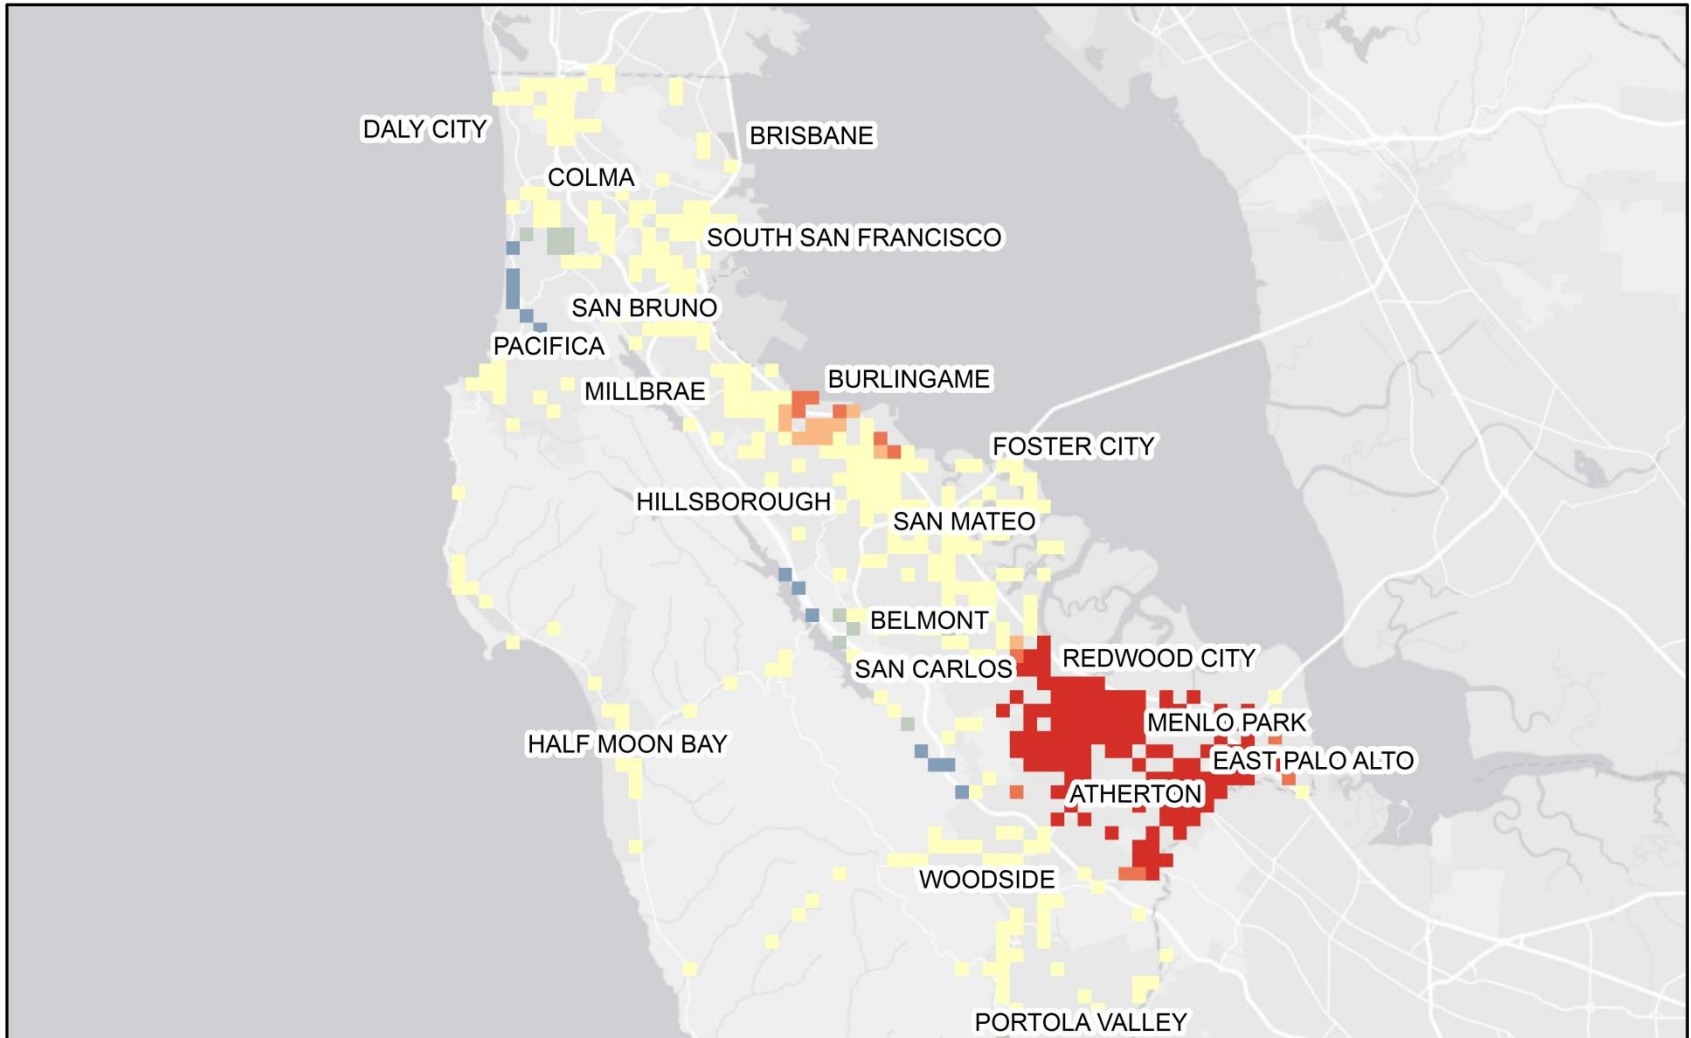 DALY CITY
BRISBANE
COLMA
SOUTH SAN FRANCISCO
SAN BRUNO
PACIFICA
MILLBRAE
BURLINGAME
FOSTER CITY
HILLSBOROUGH
SAN MATEO
BELMONT
REDWOOD CITY
SAN CARLOS
MENLO PARK
HALF MOON BAY
EAST PALO ALTO
ATHERTON
WOODSIDE
PORTOLA VALLEY